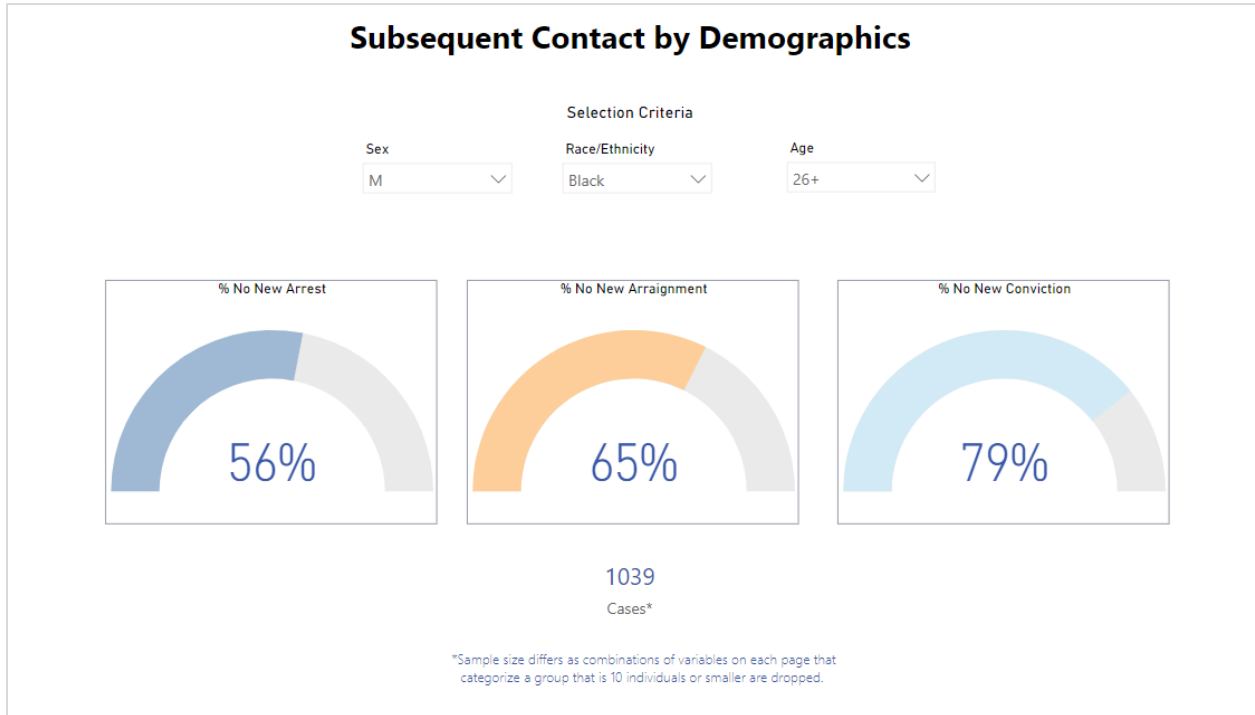 Subsequent Contact by Demographics
Selection Criteria
Sex
Race/Ethnicity
Age
M
Black
26+
% No New Arrest
% No New Arraignment
% No New Conviction
56%
65%
79%
1039
Cases*
*Sample size differs as combinations of variables on each page that
categorize a group that is 10 individuals or smaller are dropped.